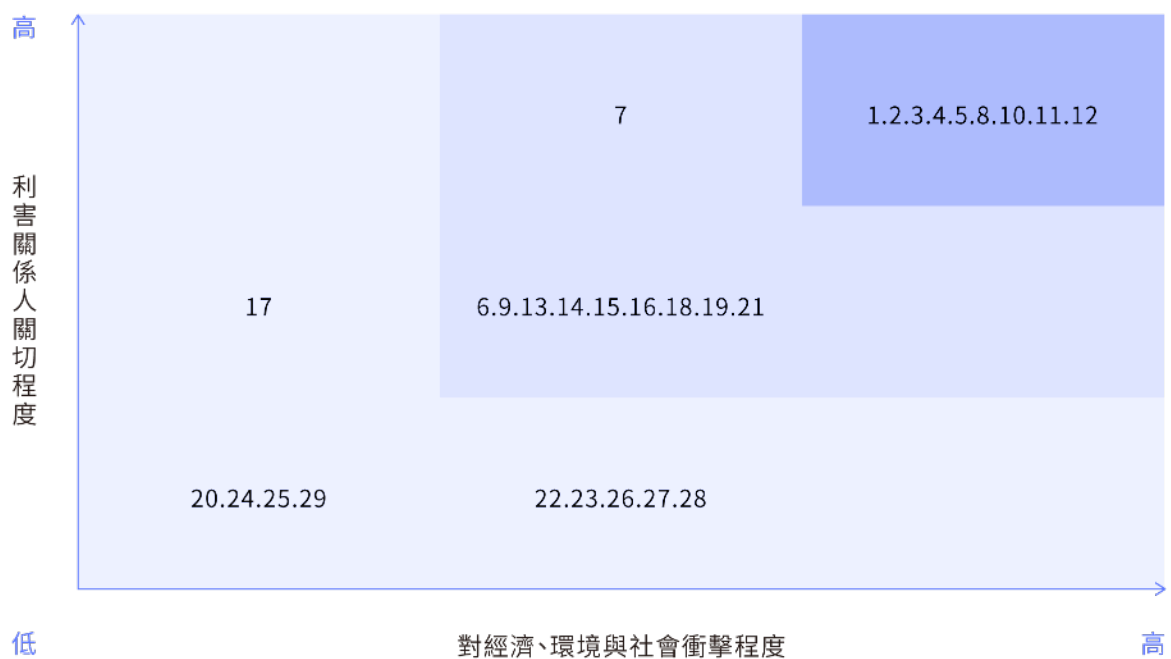 高
7
1.2.3.4.5.8.10.11.12
利害關係人關切程度
17
6.9.13.14.15.16.18.19.21
20.24.25.29
22.23.26.27.28
低
對經濟、環境與社會衝擊程度
高